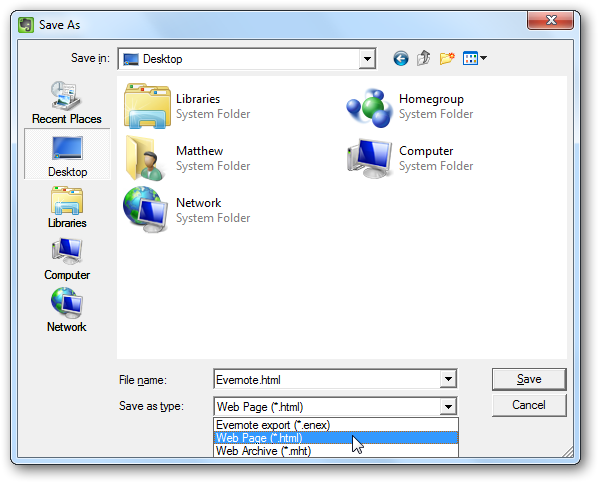 Save As
Save in:
Desktop
Recent Places
Desktop
Libraries
Computer
Network
Libraries
System Folder
Homegroup
System Folder
Matthew
System Folder
Computer
System Folder
Network
System Folder
File name:
Evernote.html
Save
Save as type:
Web Page (*.html)
Cancel
Evernote export (*.enex)
Web Page (*.html)
Web Archive (*.mht)